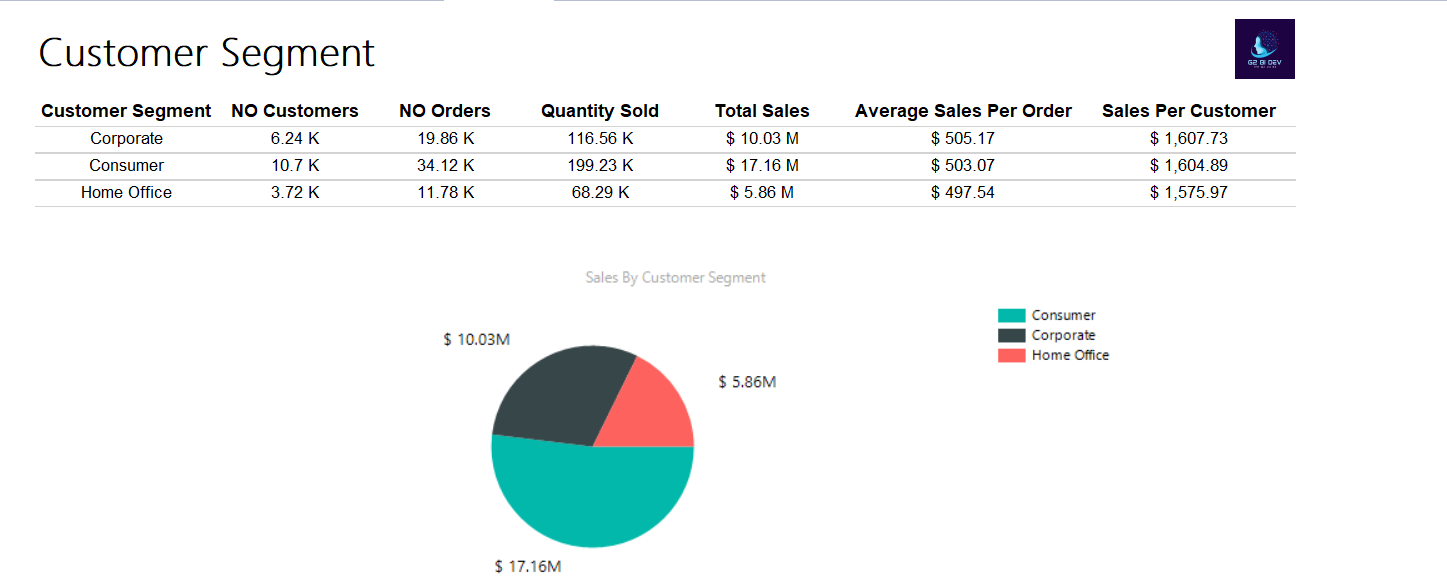 Customer Segment
G2 BI DEV
Customer Segment NO Customers NO Orders Quantity Sold Total Sales Average Sales Per Order Sales Per Customer
Corporate 6.24 K 19.86 K 116.56 K $ 10.03 M $ 505.17 $ 1,607.73
Consumer 10.7 K 34.12 K 199.23 K $ 17.16 M $ 503.07 $ 1,604.89
Home Office 3.72 K 11.78 K 68.29 K $ 5.86 M $ 497.54 $ 1,575.97
Sales By Customer Segment
Consumer
Corporate
Home Office
$ 10.03M
$ 5.86M
$ 17.16M